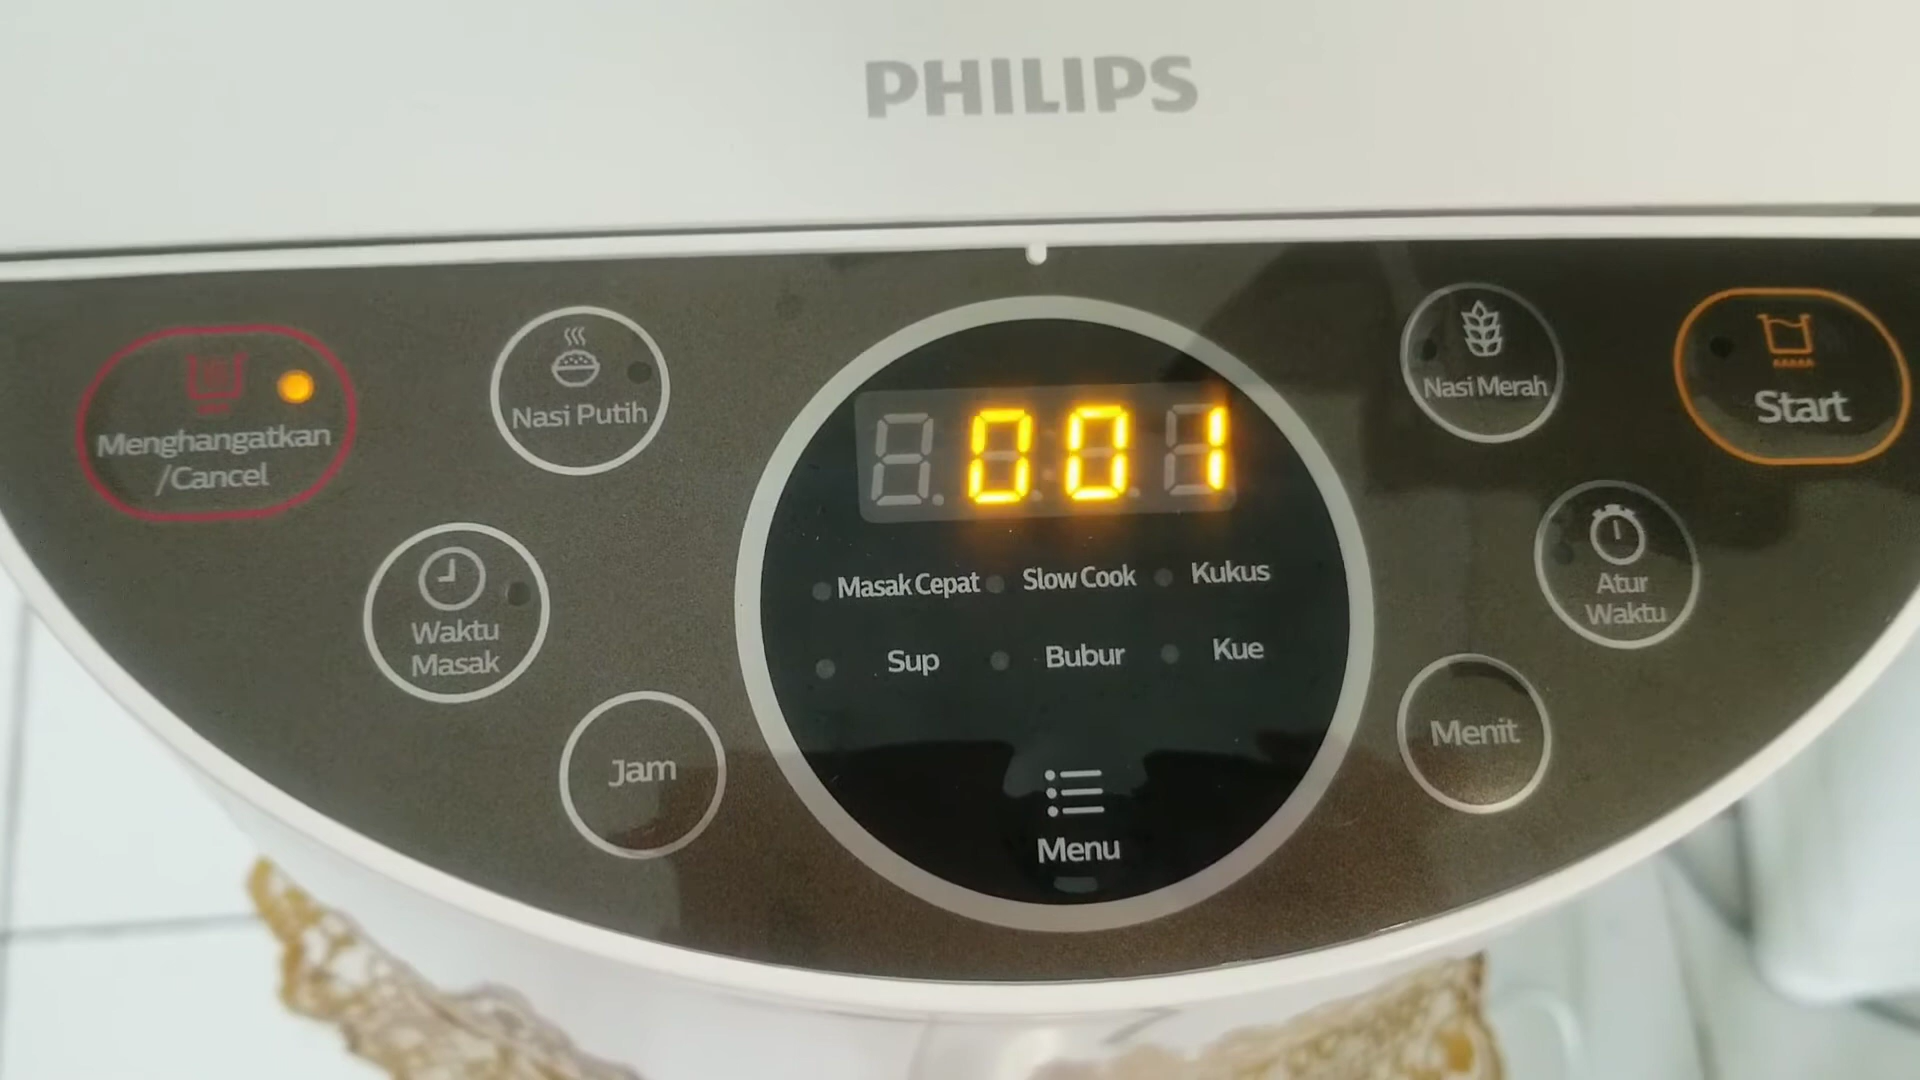 PHILIPS
Menghangatkan
/Cancel
Nasi Putih
001
Nasi Merah
Start
Waktu
Masak
Masak Cepat
Slow Cook
Kukus
Atur
Waktu
Sup
Bubur
Kue
Jam
Menit
Menu